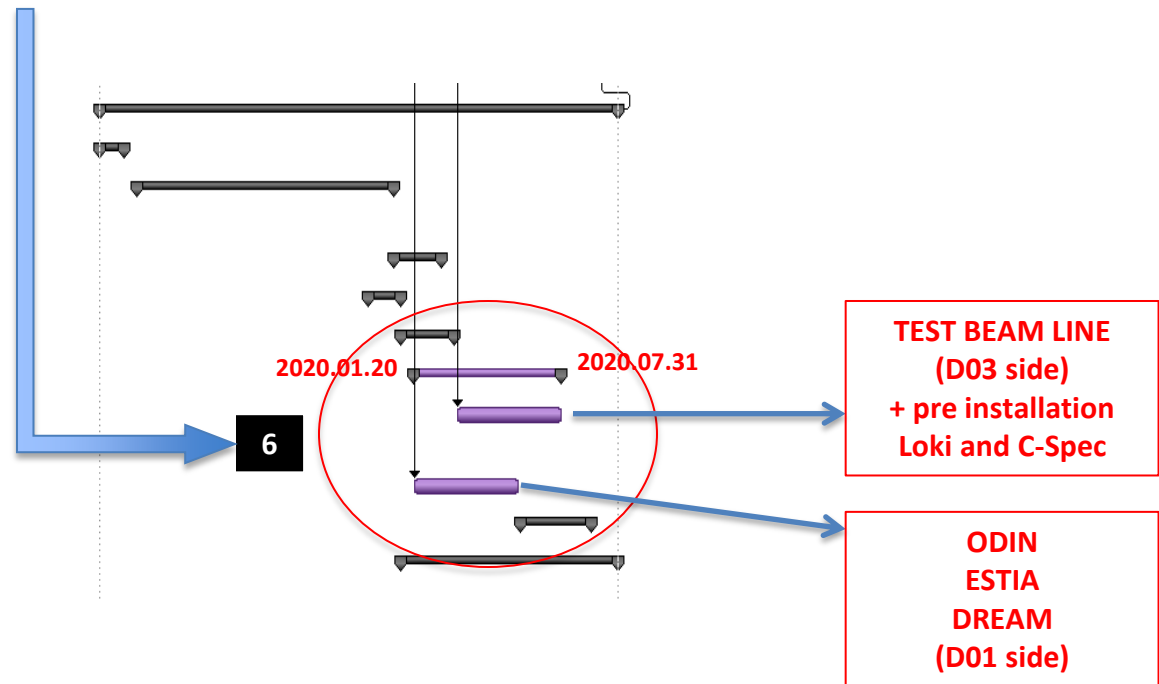 2020.01.20
2020.07.31
6
TEST BEAM LINE
(D03 side)
+ pre installation
Loki and C-Spec
ODIN
ESTIA
DREAM
(D01 side)